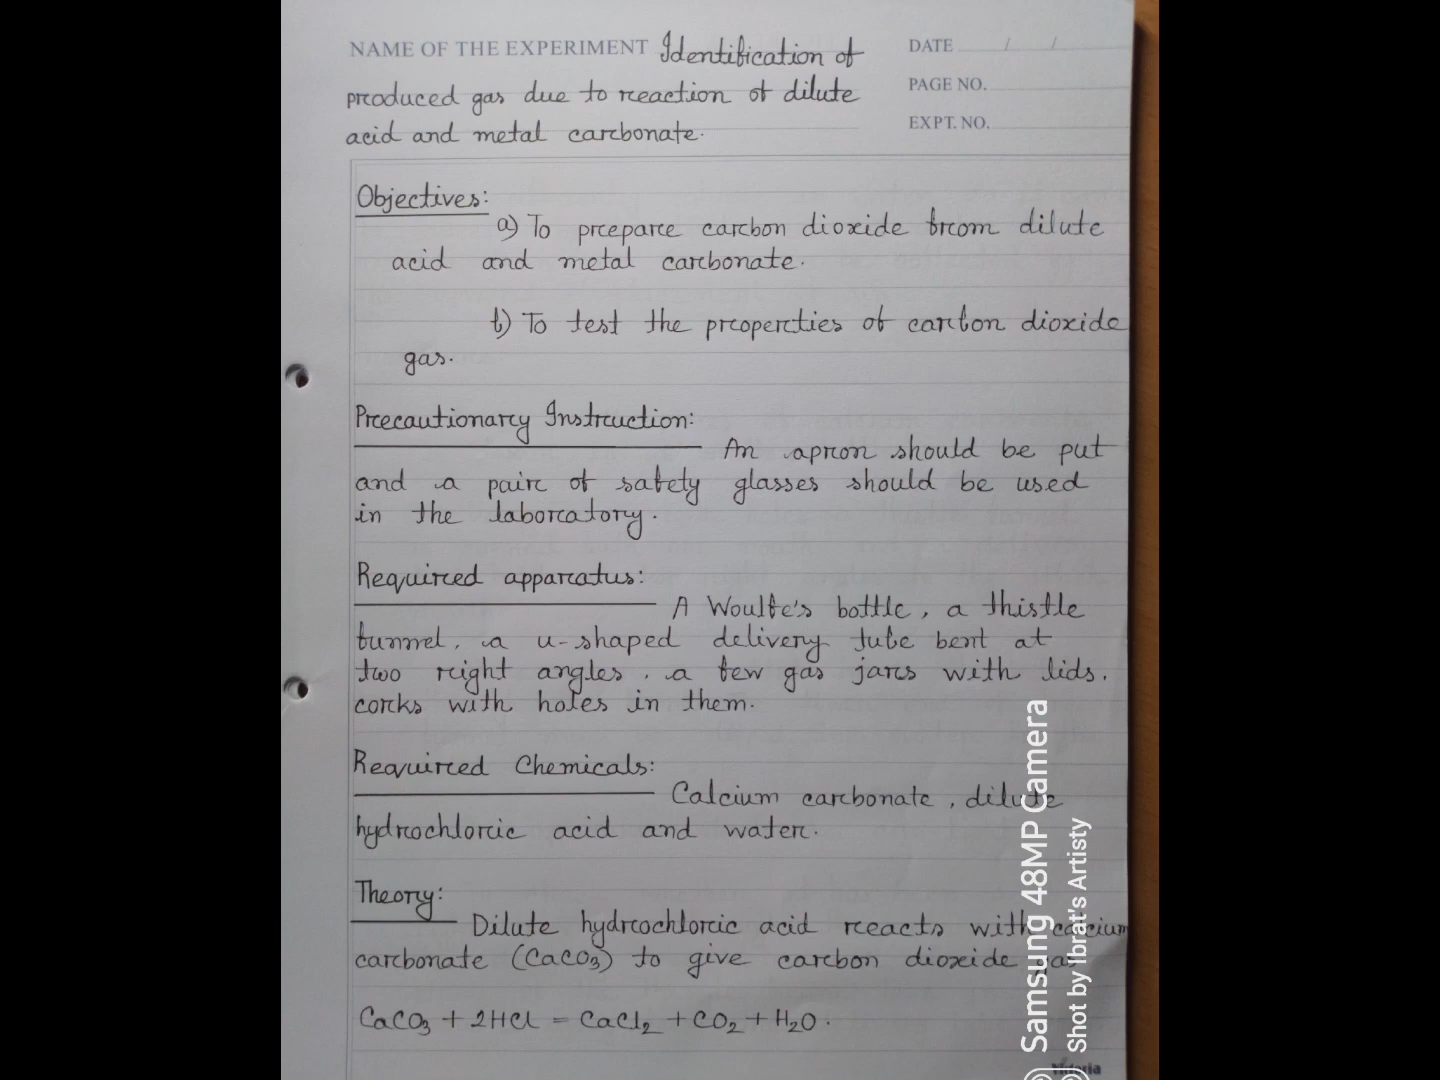 NAME OF THE EXPERIMENT Identification of
DATE / /
produced gas due to reaction of dilute
PAGE NO.
acid and metal carbonate.
EXPT. NO.
Objectives:
a) To prepare carbon dioxide from dilute
acid and metal carbonate.
b) To test the properties of carbon dioxide
gas.
Precautionary Instruction:
An apron should be put
and a pair of safety glasses should be used
in the laboratory.
Required apparatus:
A Woulfe's bottle, a thistle
funnel, a u-shaped delivery tube bent at
two right angles, a few gas jars with lids,
corks with holes in them.
Required Chemicals:
Calcium carbonate, dilute
hydrochloric acid and water.
Theory:
Dilute hydrochloric acid reacts with calcium
carbonate (CaCO3) to give carbon dioxide gas
CaCO3 + 2HCl = CaCl2 + CO2 + H2O.
Samsung 48MP Camera
Shot by Ibrat's Artisty